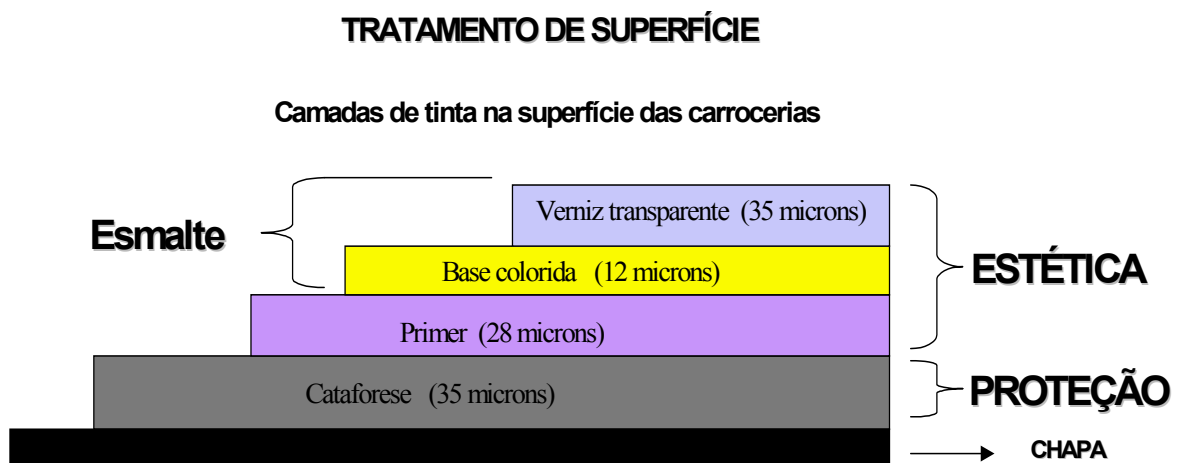 TRATAMENTO DE SUPERFÍCIE
Camadas de tinta na superfície das carrocerias
Esmalte
Verniz transparente (35 microns)
Base colorida (12 microns)
ESTÉTICA
Primer (28 microns)
Cataforese (35 microns)
PROTEÇÃO
CHAPA